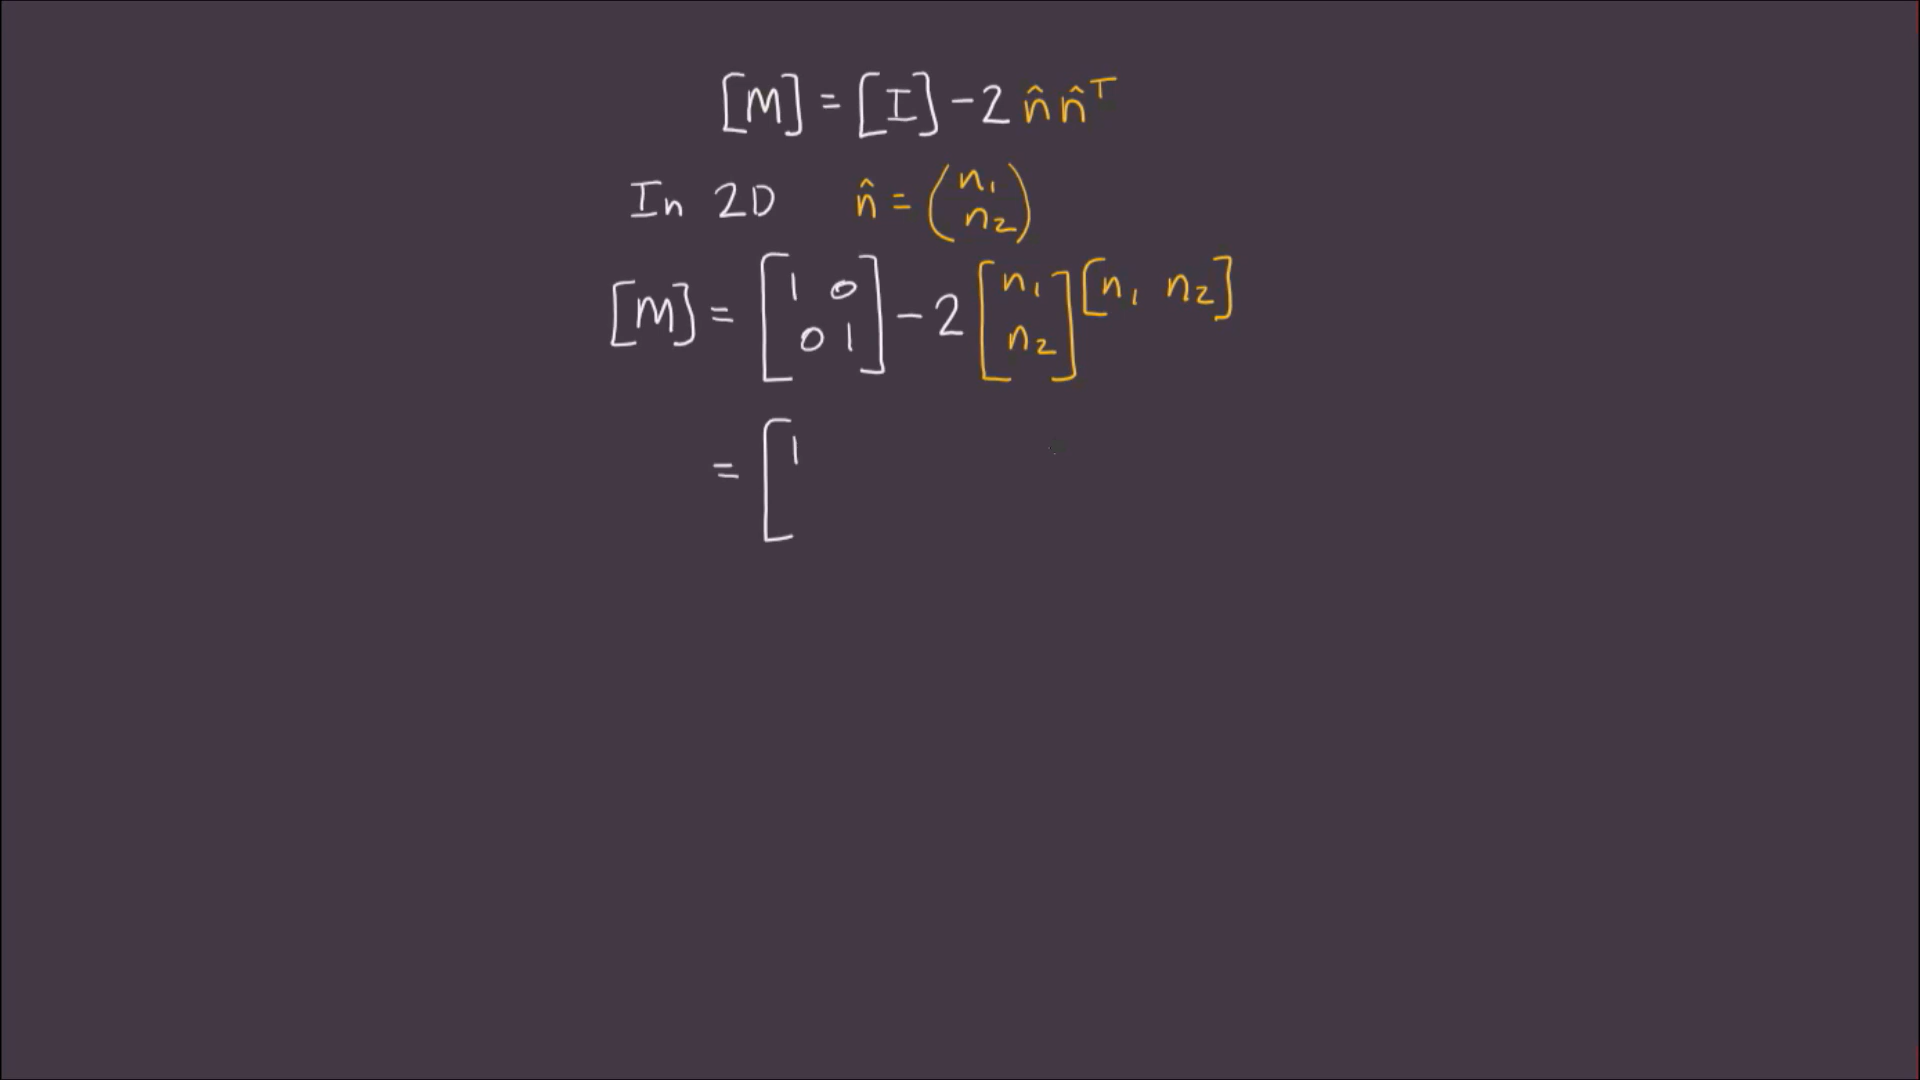 [M] = [I] - 2 n̂ n̂ᵀ
In 2D n̂ = (n₁
n₂)
[M] = [1 0
0 1] - 2 [n₁
n₂] [n₁ n₂]
= [1